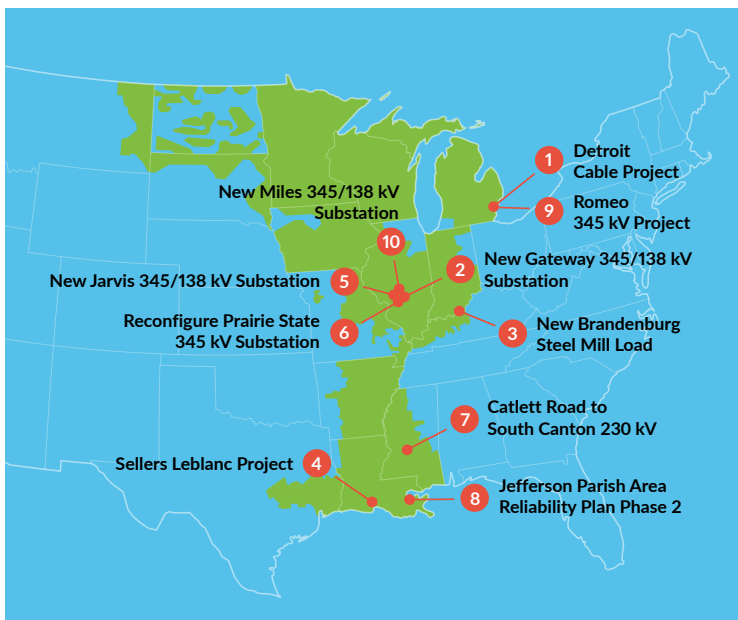 1
Detroit
Cable Project
New Miles 345/138 kV
Substation
9
Romeo
345 kV Project
10
2
New Gateway 345/138 kV
Substation
New Jarvis 345/138 kV Substation
5
Reconfigure Prairie State
345 kV Substation
6
3
New Brandenburg
Steel Mill Load
7
Catlett Road to
South Canton 230 kV
Sellers Leblanc Project
4
8
Jefferson Parish Area
Reliability Plan Phase 2